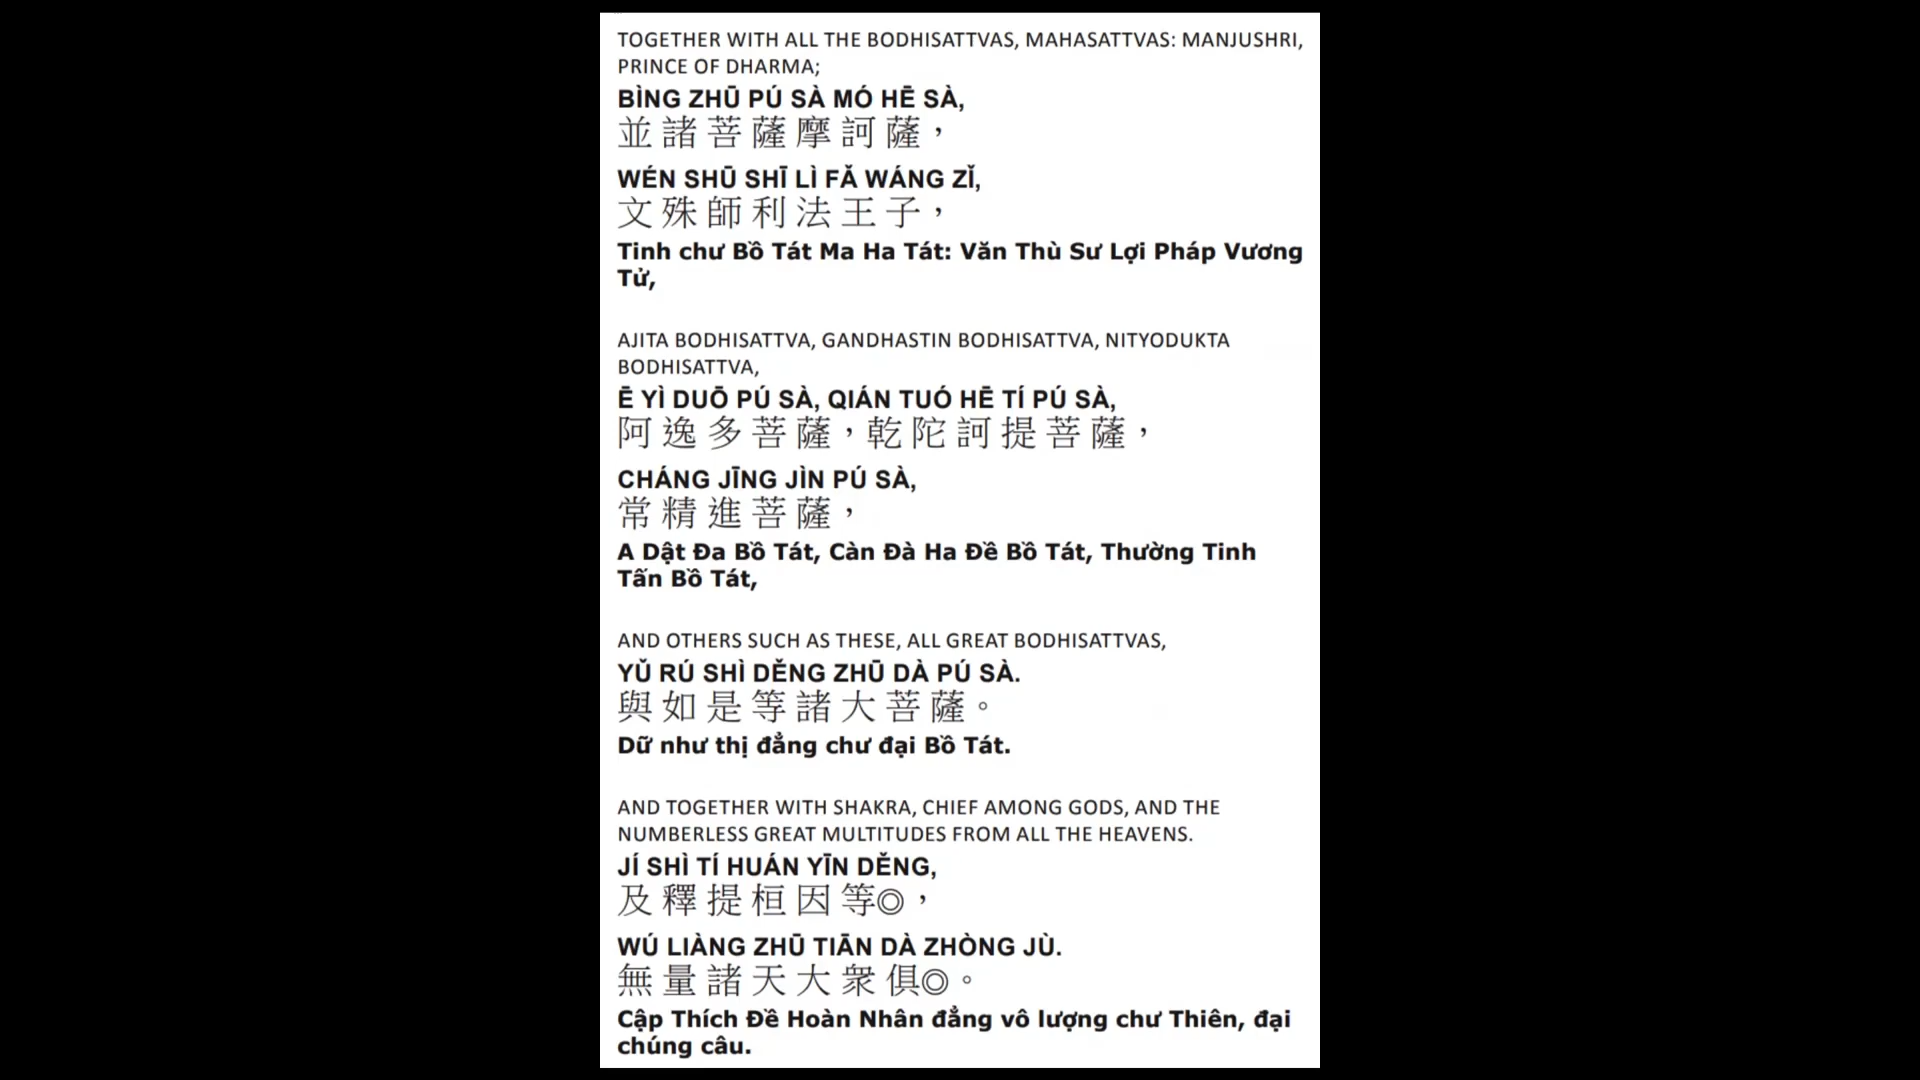 TOGETHER WITH ALL THE BODHISATTVAS, MAHASATTVAS: MANJUSHRI,
PRINCE OF DHARMA;
BÌNG ZHŪ PÚ SÀ MÓ HĒ SÀ,
並諸菩薩摩訶薩，
WÉN SHŪ SHĪ LÌ FǍ WÁNG ZǏ,
文殊師利法王子，
Tinh chư Bồ Tát Ma Ha Tát: Văn Thù Sư Lợi Pháp Vương
Tử,
AJITA BODHISATTVA, GANDHASTIN BODHISATTVA, NITYODUKTA
BODHISATTVA,
Ē YÌ DUŌ PÚ SÀ, QIÁN TUÓ HĒ TÍ PÚ SÀ,
阿逸多菩薩，乾陀訶提菩薩，
CHÁNG JĪNG JÌN PÚ SÀ,
常精進菩薩，
A Dật Đa Bồ Tát, Càn Đà Ha Đề Bồ Tát, Thường Tinh
Tấn Bồ Tát,
AND OTHERS SUCH AS THESE, ALL GREAT BODHISATTVAS,
YǓ RÚ SHÌ DĚNG ZHŪ DÀ PÚ SÀ.
與如是等諸大菩薩。
Dữ như thị đẳng chư đại Bồ Tát.
AND TOGETHER WITH SHAKRA, CHIEF AMONG GODS, AND THE
NUMBERLESS GREAT MULTITUDES FROM ALL THE HEAVENS.
JÍ SHÌ TÍ HUÁN YĪN DĚNG,
及釋提桓因等◎，
WÚ LIÀNG ZHŪ TIĀN DÀ ZHÒNG JÙ.
無量諸天大衆俱◎。
Cập Thích Đề Hoàn Nhân đẳng vô lượng chư Thiên, đại
chúng câu.